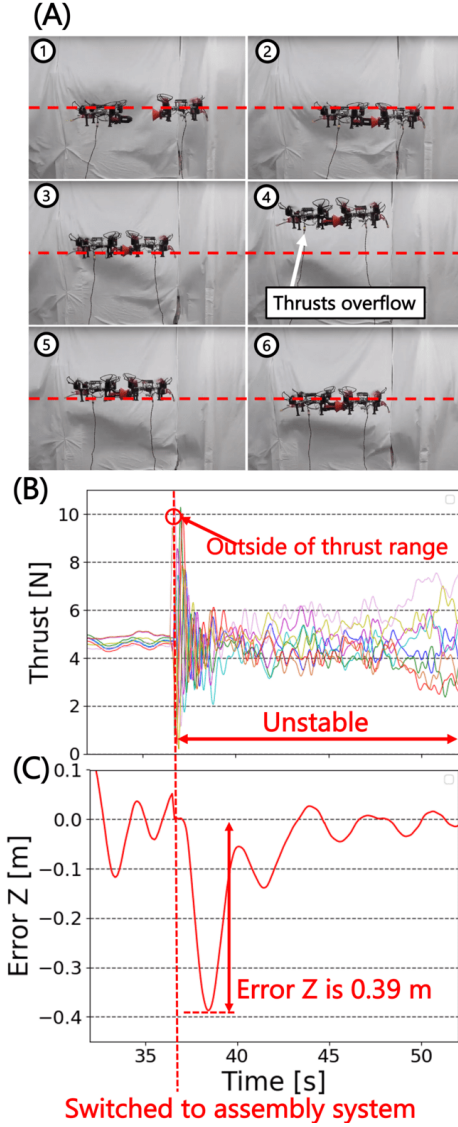 (A)
1
2
3
4
Thrusts overflow
5
6
(B)
10
Outside of thrust range
8
6
4
2
0
Thrust [N]
Unstable
(C)
0.1
0.0
−0.1
−0.2
−0.3
−0.4
Error Z [m]
Error Z is 0.39 m
35
40
45
50
Time [s]
Switched to assembly system